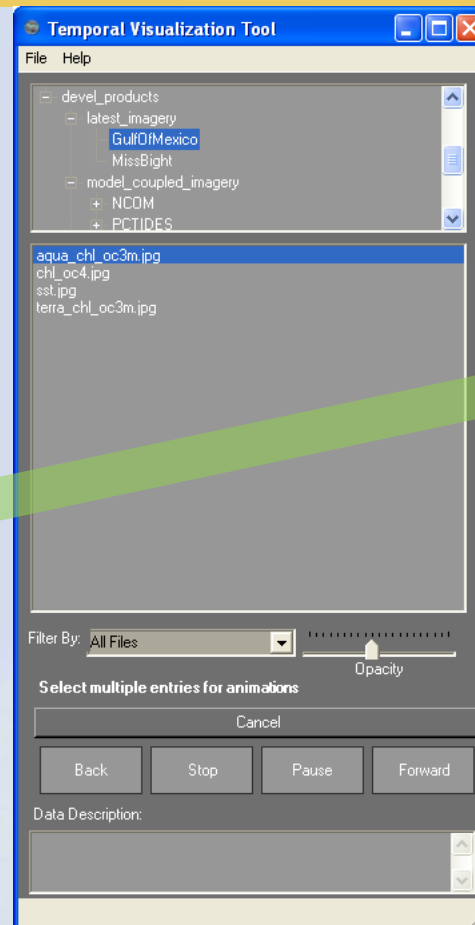 Temporal Visualization Tool
File Help
devel_products
latest_imagery
GulfOfMexico
MissBight
model_coupled_imagery
NCOM
PCTIDES
aqua_chl_oc3m.jpg
chl_oc4.jpg
sst.jpg
terra_chl_oc3m.jpg
Filter By: All Files
Opacity
Select multiple entries for animations
Cancel
Back Stop Pause Forward
Data Description: